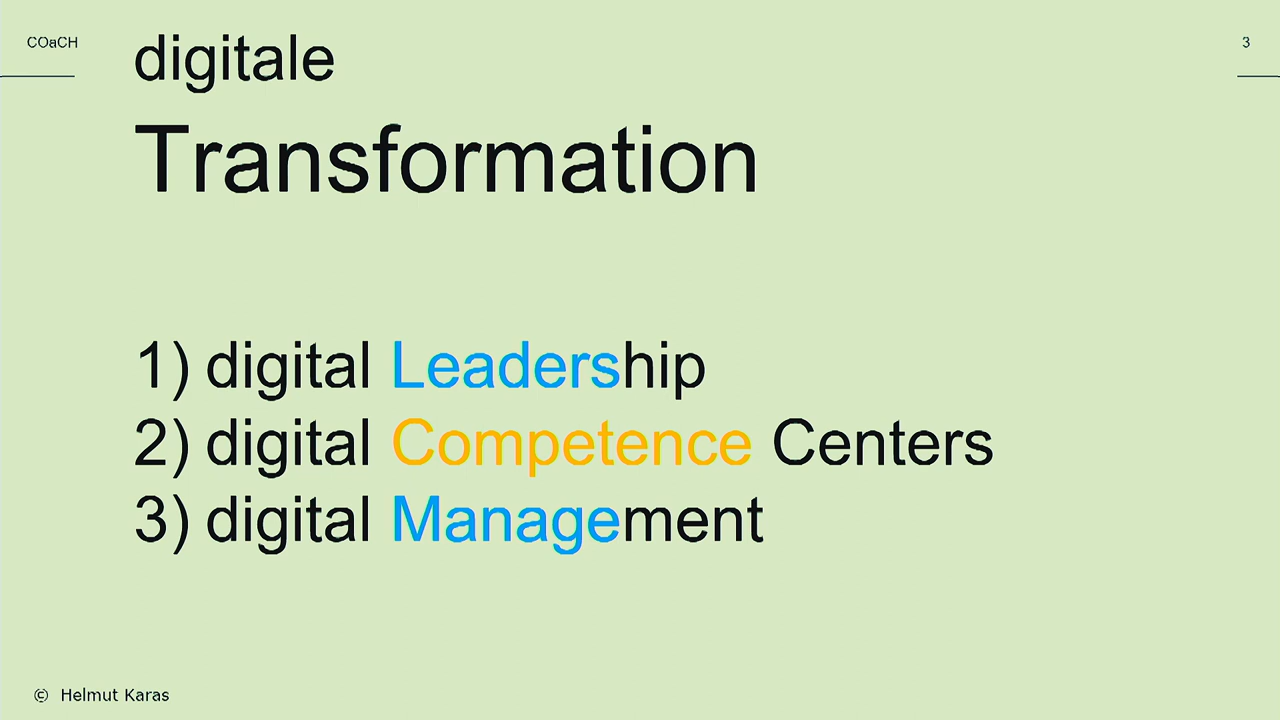 COaCH
3
digitale
Transformation
1) digital Leadership
2) digital Competence Centers
3) digital Management
© Helmut Karas